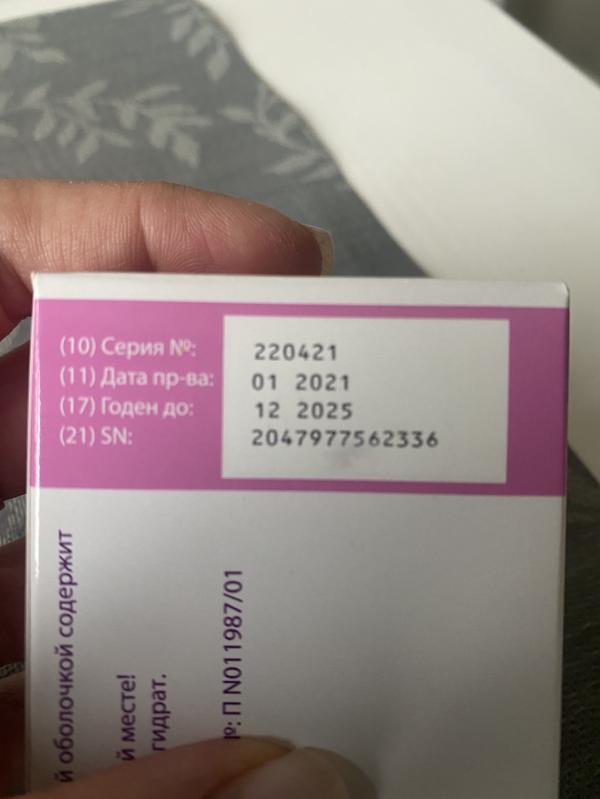 (10) Серия №: 220421
(11) Дата пр-ва: 01 2021
(17) Годен до: 12 2025
(21) SN: 2047977562336
й оболочкой содержит
й месте!
гидрат.
№: П N011987/01